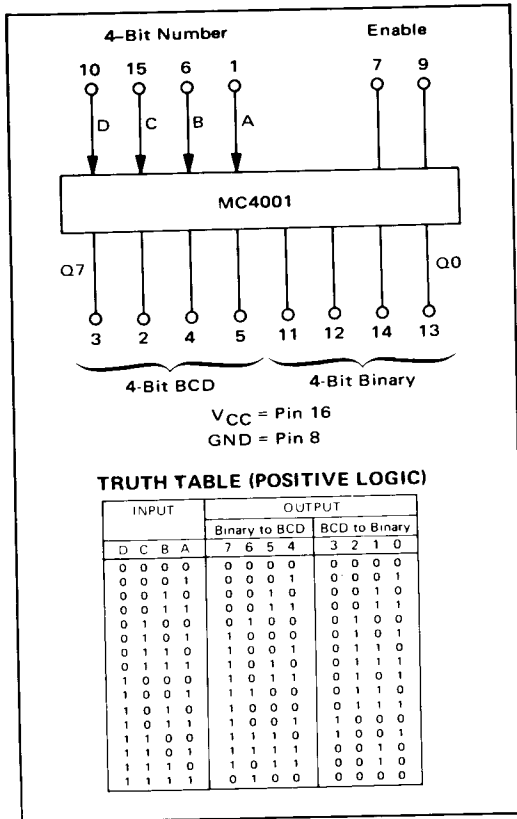 4-Bit Number Enable
10 15 6 1 7 9
D C B A
MC4001
Q7 Q0
3 2 4 5 11 12 14 13
4-Bit BCD 4-Bit Binary
VCC = Pin 16
GND = Pin 8
TRUTH TABLE (POSITIVE LOGIC)
INPUT OUTPUT
Binary to BCD BCD to Binary
D C B A 7 6 5 4 3 2 1 0
0 0 0 0 0 0 0 0 0 0 0 0
0 0 0 1 0 0 0 1 0 0 0 1
0 0 1 0 0 0 1 0 0 0 1 0
0 0 1 1 0 0 1 1 0 0 1 1
0 1 0 0 0 1 0 0 0 1 0 0
0 1 0 1 1 0 0 0 0 1 0 1
0 1 1 0 1 0 0 1 0 1 1 0
0 1 1 1 1 0 1 0 0 1 1 1
1 0 0 0 1 0 1 1 0 1 0 1
1 0 0 1 1 1 0 0 0 1 1 0
1 0 1 0 1 0 0 0 0 1 1 1
1 0 1 1 1 0 0 1 1 0 0 0
1 1 0 0 1 1 1 0 0 0 0 0
1 1 0 1 1 1 1 1 0 0 1 0
1 1 1 0 1 0 1 1 0 0 1 0
1 1 1 1 0 1 0 0 0 0 0 0